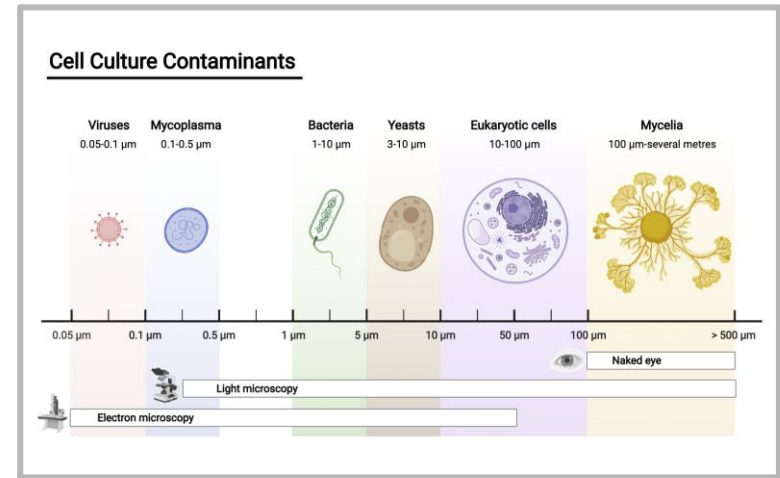 Cell Culture Contaminants
Viruses Mycoplasma Bacteria Yeasts Eukaryotic cells Mycelia
0.05-0.1 µm 0.1-0.5 µm 1-10 µm 3-10 µm 10-100 µm 100 µm-several metres
0.05 µm 0.1 µm 0.5 µm 1 µm 5 µm 10 µm 50 µm 100 µm > 500 µm
Naked eye
Light microscopy
Electron microscopy